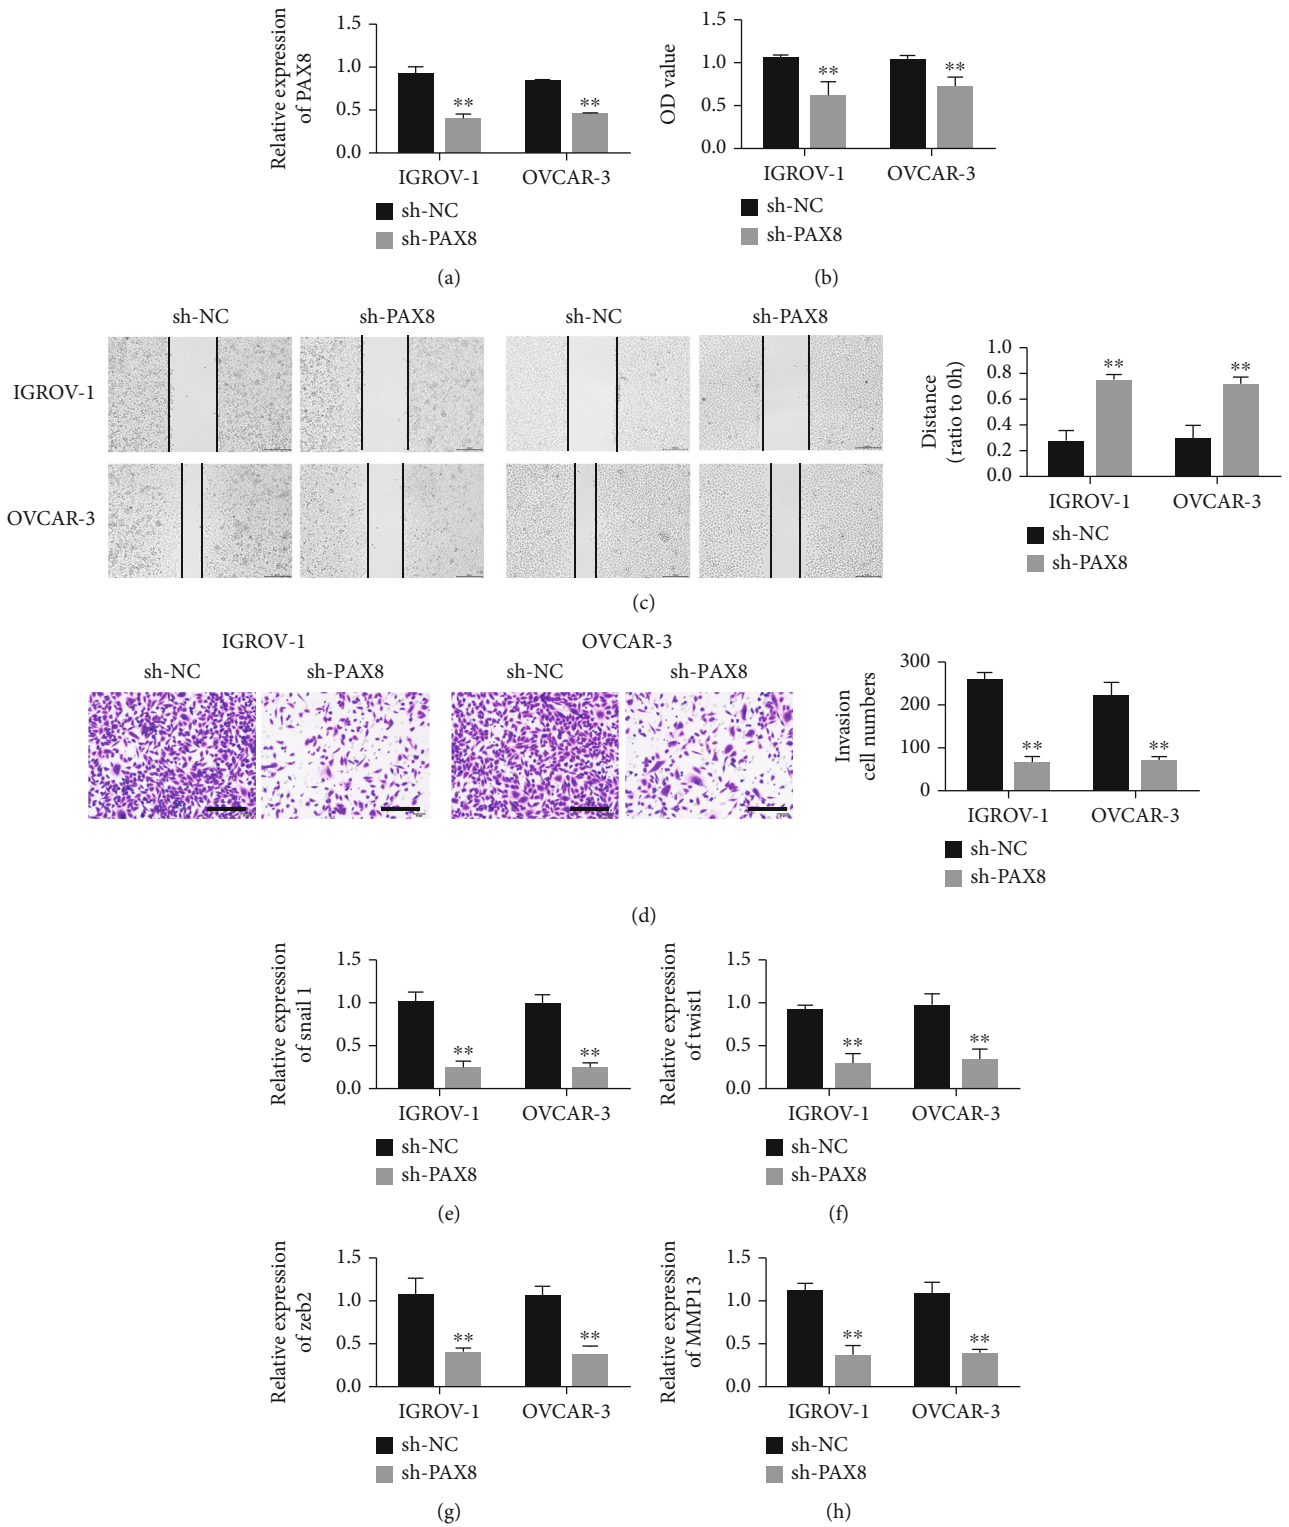 Relative expression
of PAX8
1.5
1.0
0.5
0.0
**
**
IGROV-1
OVCAR-3
sh-NC
sh-PAX8
(a)
OD value
1.5
1.0
0.5
0.0
**
**
IGROV-1
OVCAR-3
sh-NC
sh-PAX8
(b)
sh-NC
sh-PAX8
sh-NC
sh-PAX8
IGROV-1
OVCAR-3
Distance
(ratio to 0h)
1.0
0.8
0.6
0.4
0.2
0.0
**
**
IGROV-1
OVCAR-3
sh-NC
sh-PAX8
(c)
IGROV-1
OVCAR-3
sh-NC
sh-PAX8
sh-NC
sh-PAX8
Invasion
cell numbers
300
200
100
0
**
**
IGROV-1
OVCAR-3
sh-NC
sh-PAX8
(d)
Relative expression
of snail 1
1.5
1.0
0.5
0.0
**
**
IGROV-1
OVCAR-3
sh-NC
sh-PAX8
(e)
Relative expression
of twist1
1.5
1.0
0.5
0.0
**
**
IGROV-1
OVCAR-3
sh-NC
sh-PAX8
(f)
Relative expression
of zeb2
1.5
1.0
0.5
0.0
**
**
IGROV-1
OVCAR-3
sh-NC
sh-PAX8
(g)
Relative expression
of MMP13
1.5
1.0
0.5
0.0
**
**
IGROV-1
OVCAR-3
sh-NC
sh-PAX8
(h)